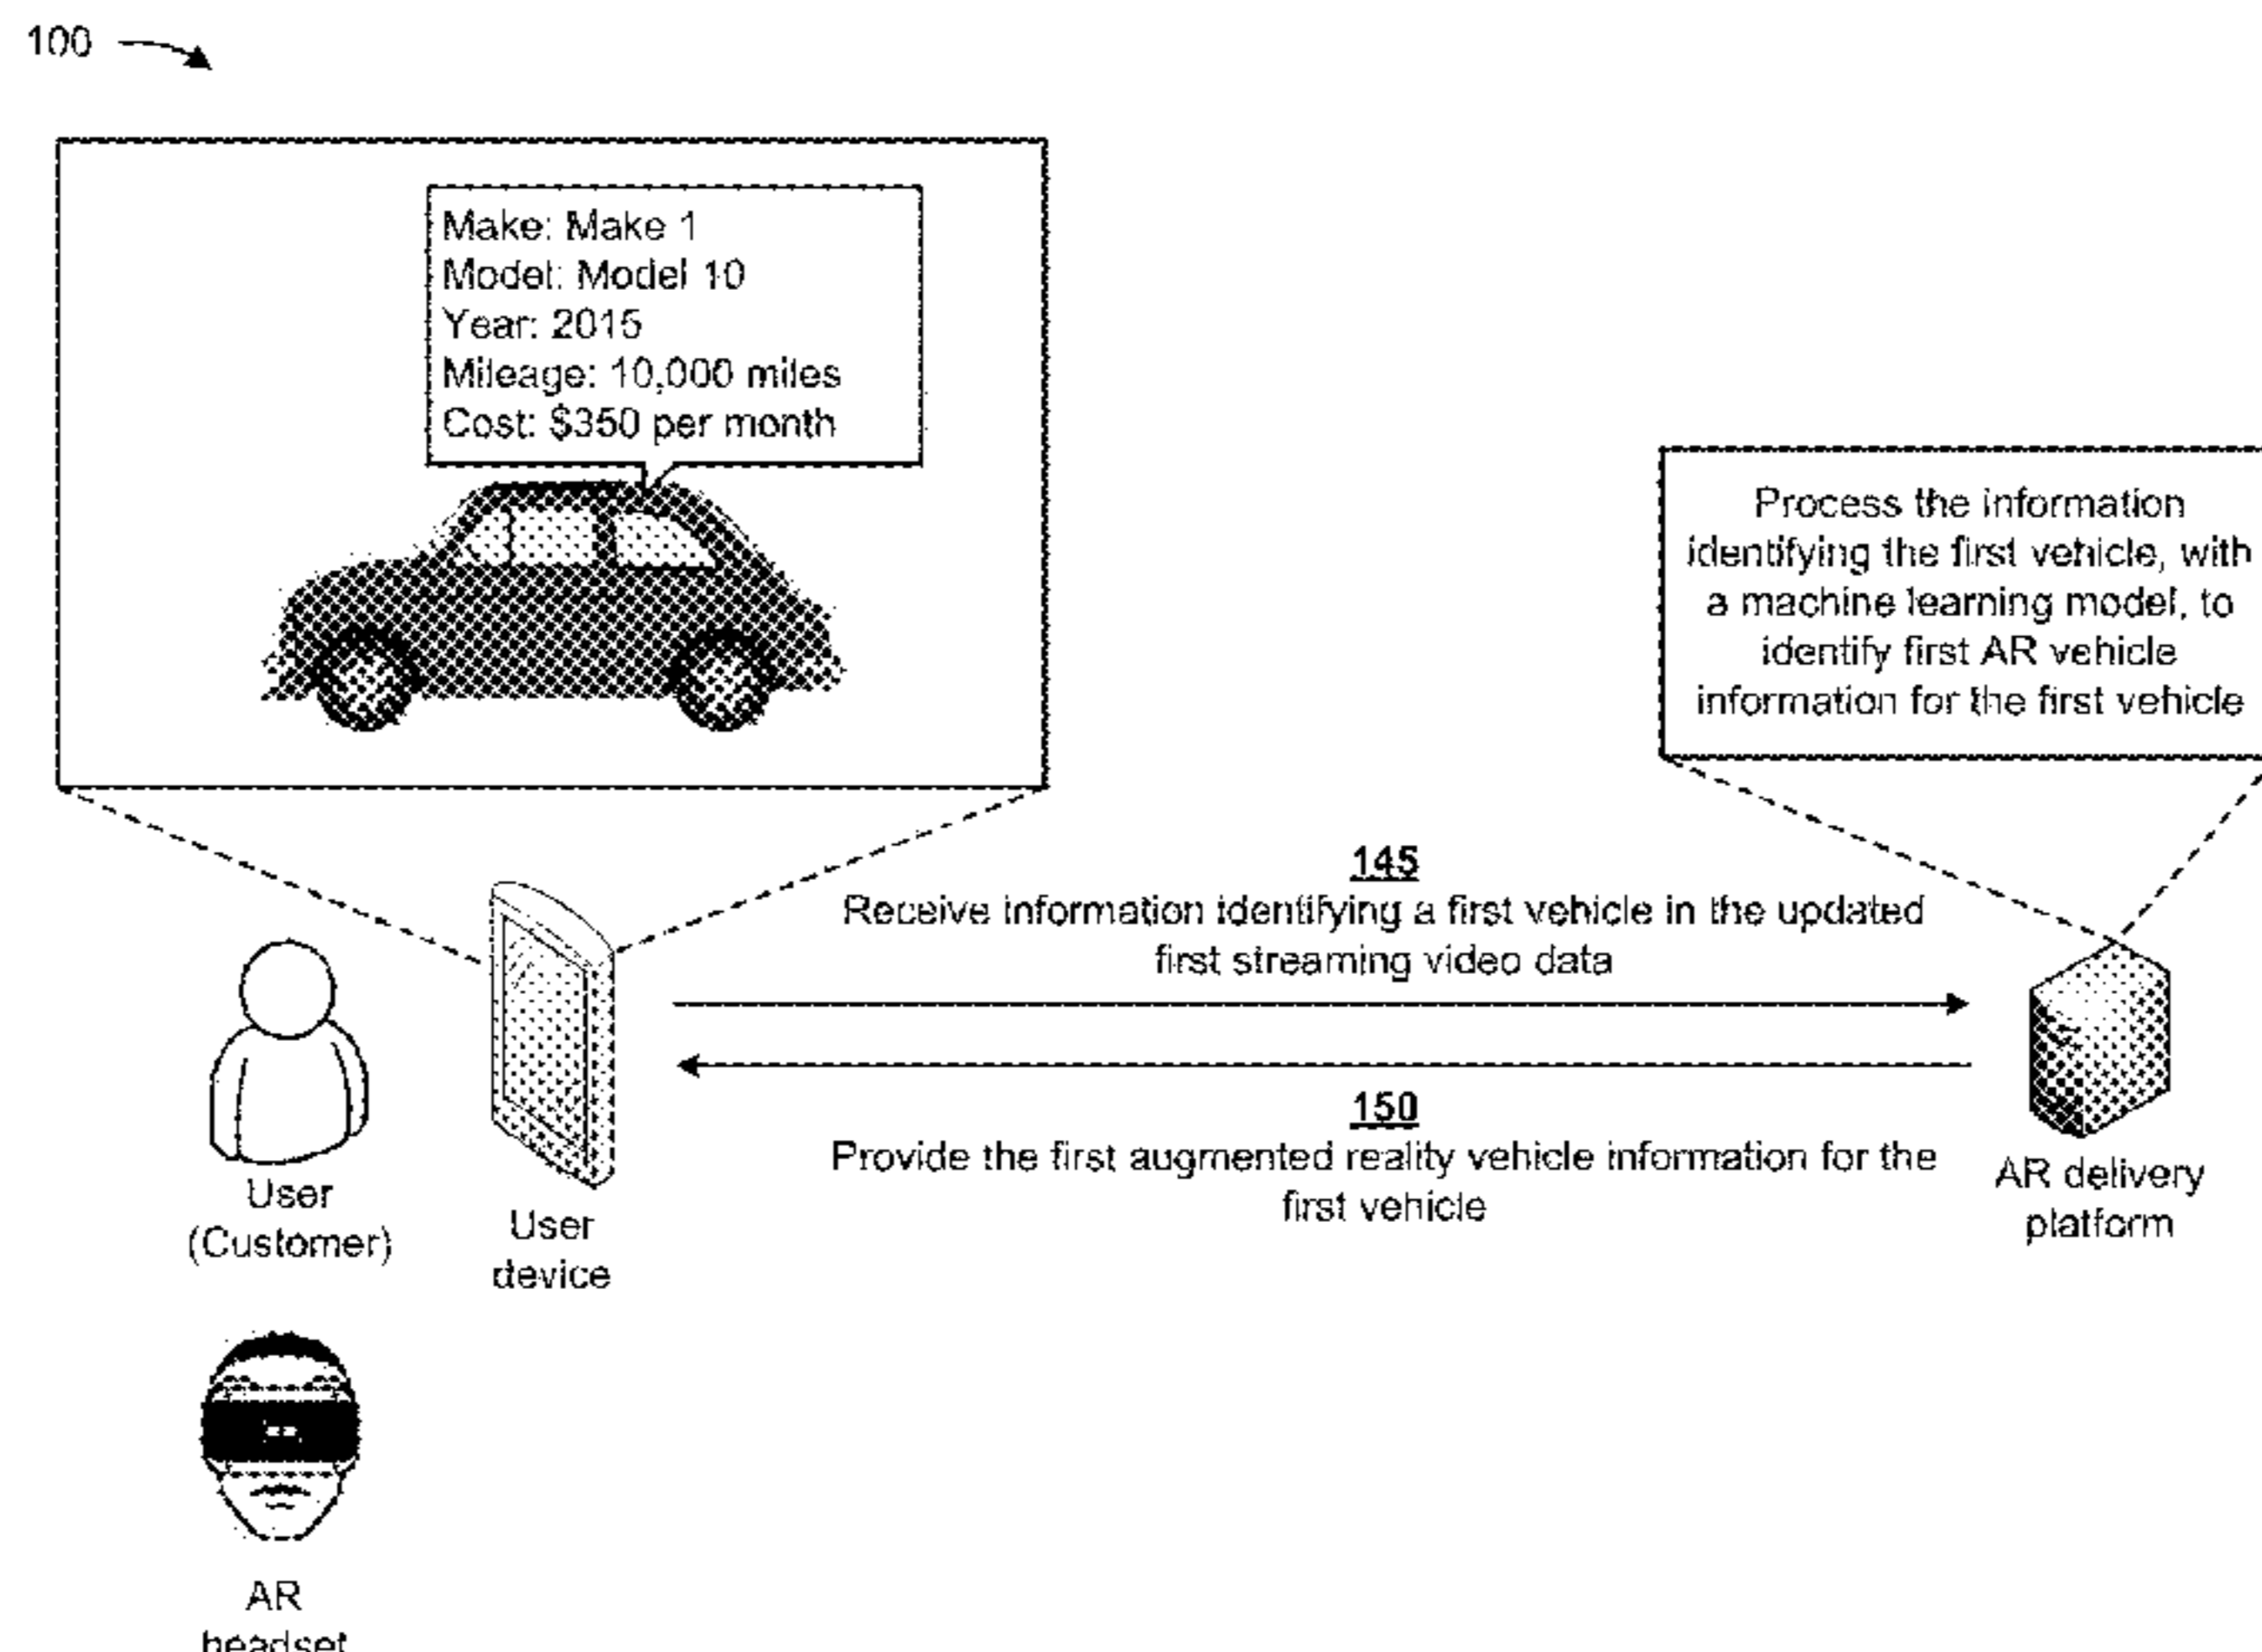 100
Make: Make 1
Model: Model 10
Year: 2015
Mileage: 10,000 miles
Cost: $350 per month
Process the information
identifying the first vehicle, with
a machine learning model, to
identify first AR vehicle
information for the first vehicle
145
Receive information identifying a first vehicle in the updated
first streaming video data
150
Provide the first augmented reality vehicle information for the
first vehicle
User
(Customer)
User
device
AR delivery
platform
AR
headset